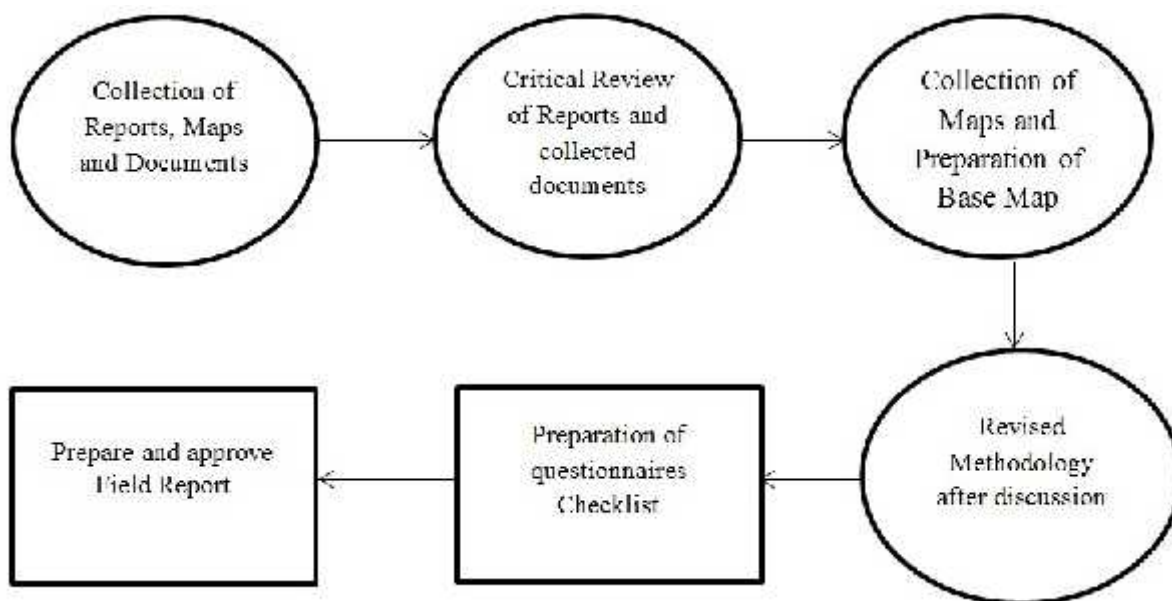 Collection of
Reports, Maps
and Documents
Critical Review
of Reports and
collected
documents
Collection of
Maps and
Preparation of
Base Map
Revised
Methodology
after discussion
Preparation of
questionnaires
Checklist
Prepare and approve
Field Report